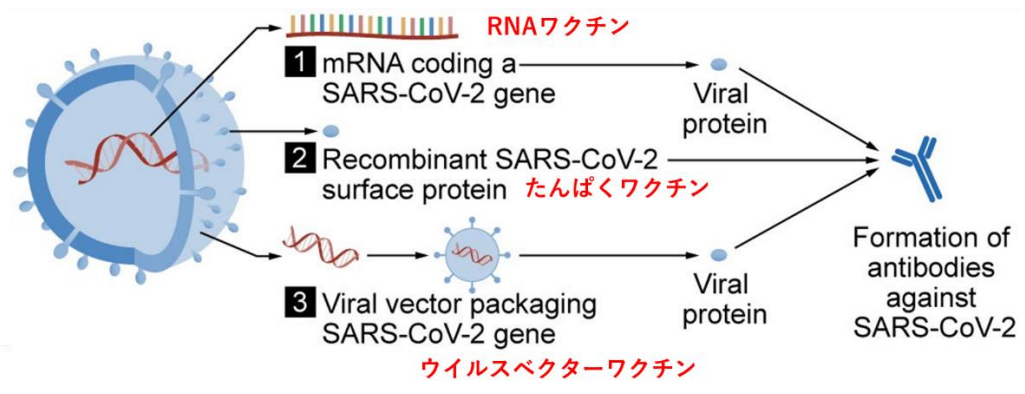 RNAワクチン
1 mRNA coding a
SARS-CoV-2 gene
Viral
protein
2 Recombinant SARS-CoV-2
surface protein たんぱくワクチン
3 Viral vector packaging
SARS-CoV-2 gene
Viral
protein
ウイルスベクターワクチン
Formation of
antibodies
against
SARS-CoV-2